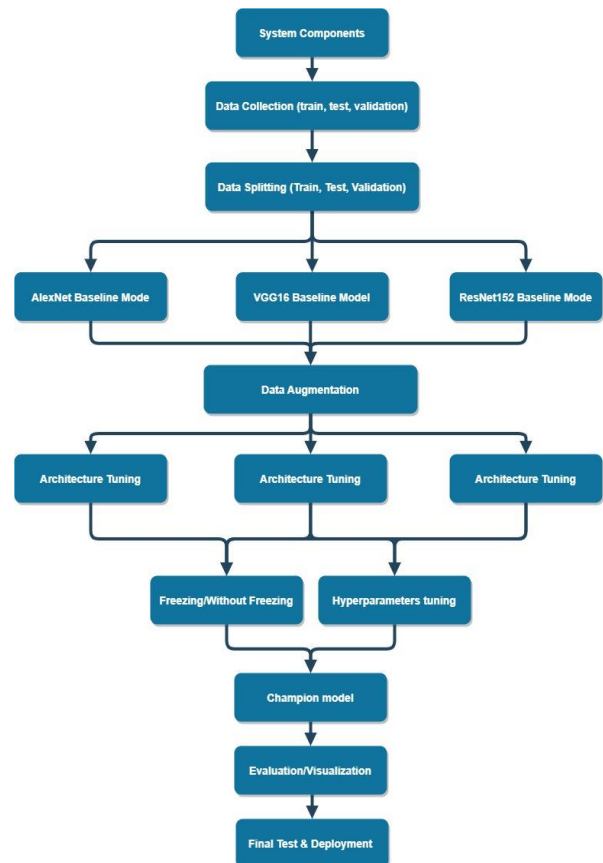 System Components
Data Collection (train, test, validation)
Data Splitting (Train, Test, Validation)
AlexNet Baseline Mode
VGG16 Baseline Model
ResNet152 Baseline Mode
Data Augmentation
Architecture Tuning
Architecture Tuning
Architecture Tuning
Freezing/Without Freezing
Hyperparameters tuning
Champion model
Evaluation/Visualization
Final Test & Deployment